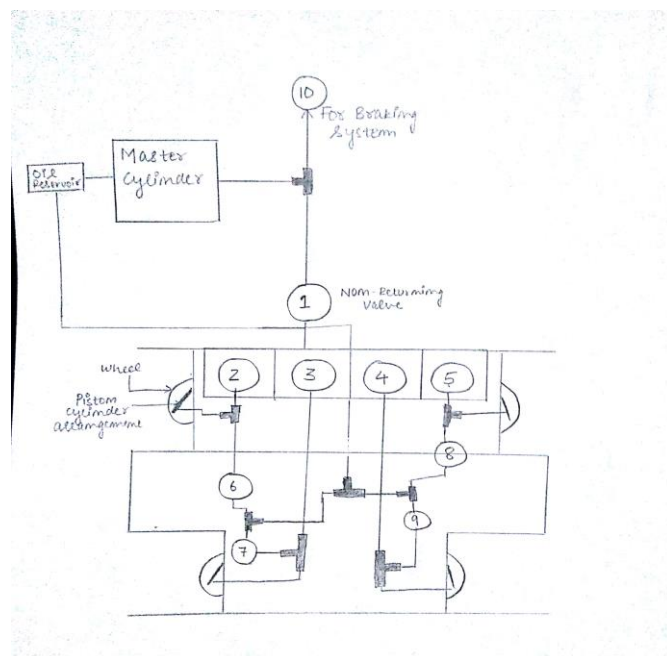 10
For Braking
System
Master
Cylinder
Oil
Reservoir
1
Non-Returning
Valve
Wheel
Piston
Cylinder
arrangement
2
3
4
5
6
8
9
7